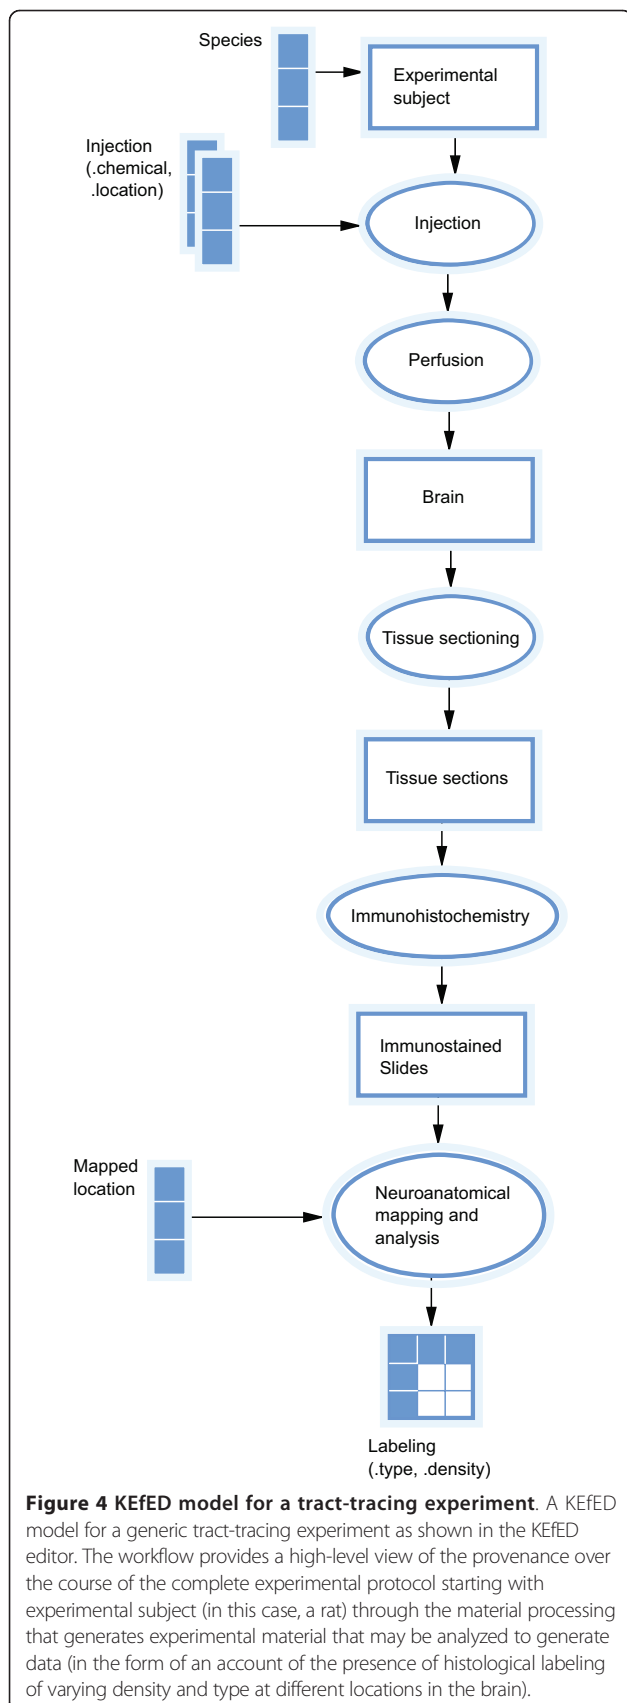 Species
Experimental
subject
Injection
(.chemical,
.location)
Injection
Perfusion
Brain
Tissue sectioning
Tissue sections
Immunohistochemistry
Immunostained
Slides
Mapped
location
Neuroanatomical
mapping and
analysis
Labeling
(.type, .density)
Figure 4 KEfED model for a tract-tracing experiment. A KEfED
model for a generic tract-tracing experiment as shown in the KEfED
editor. The workflow provides a high-level view of the provenance over
the course of the complete experimental protocol starting with
experimental subject (in this case, a rat) through the material processing
that generates experimental material that may be analyzed to generate
data (in the form of an account of the presence of histological labeling
of varying density and type at different locations in the brain).